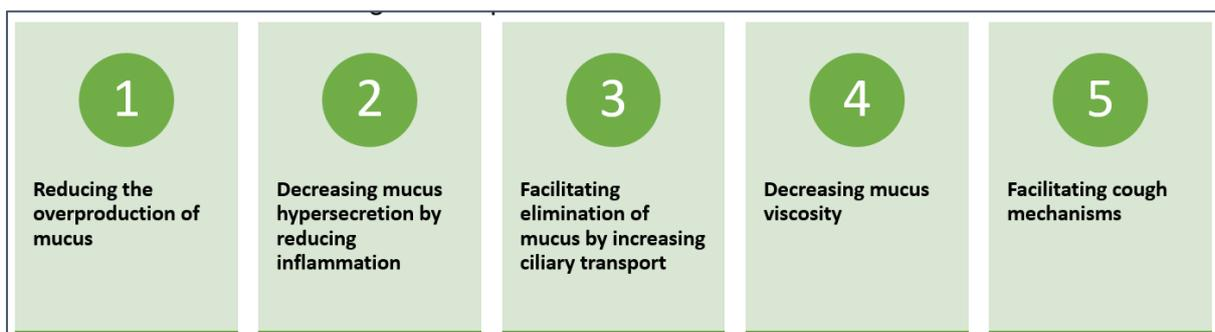 1
Reducing the
overproduction of
mucus
2
Decreasing mucus
hypersecretion by
reducing
inflammation
3
Facilitating
elimination of
mucus by increasing
ciliary transport
4
Decreasing mucus
viscosity
5
Facilitating cough
mechanisms